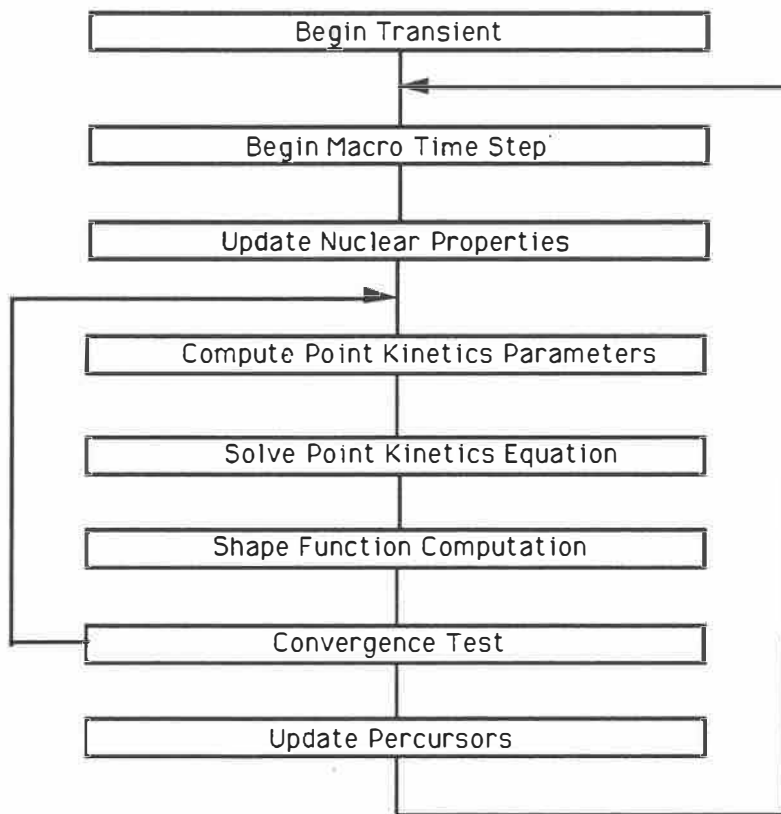 Begin Transient
Begin Macro Time Step
Update Nuclear Properties
Compute Point Kinetics Parameters
Solve Point Kinetics Equation
Shape Function Computation
Convergence Test
Update Percursors